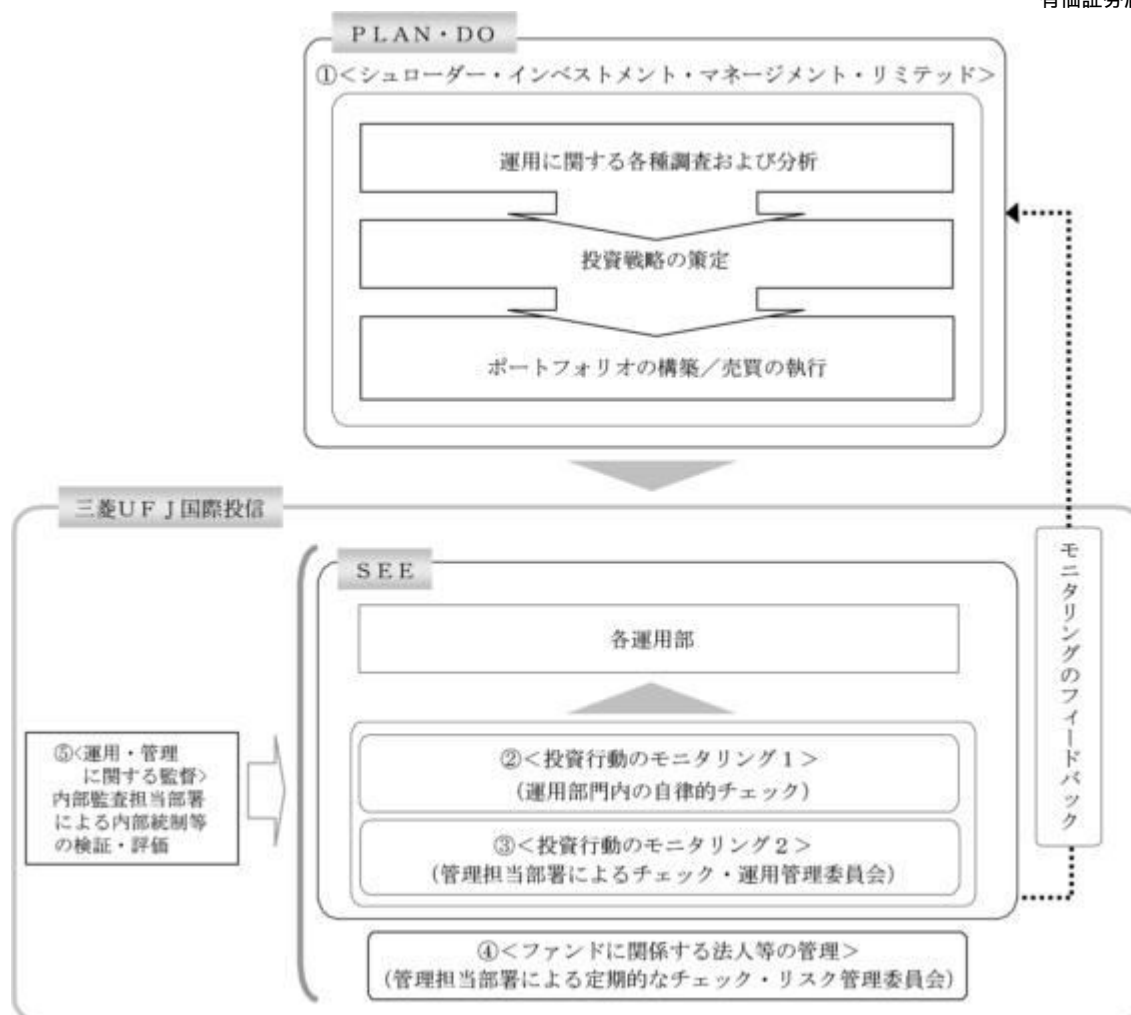 ＰＬＡＮ・ＤＯ
①＜シュローダー・インベストメント・マネージメント・リミテッド＞
運用に関する各種調査および分析
投資戦略の策定
ポートフォリオの構築／売買の執行
三菱ＵＦＪ国際投信
ＳＥＥ
各運用部
②＜投資行動のモニタリング１＞
（運用部門内の自律的チェック）
③＜投資行動のモニタリング２＞
（管理担当部署によるチェック・運用管理委員会）
④＜ファンドに関係する法人等の管理＞
（管理担当部署による定期的なチェック・リスク管理委員会）
⑤＜運用・管理
に関する監督＞
内部監査担当部署
による内部統制等
の検証・評価
モニタリングのフィードバック